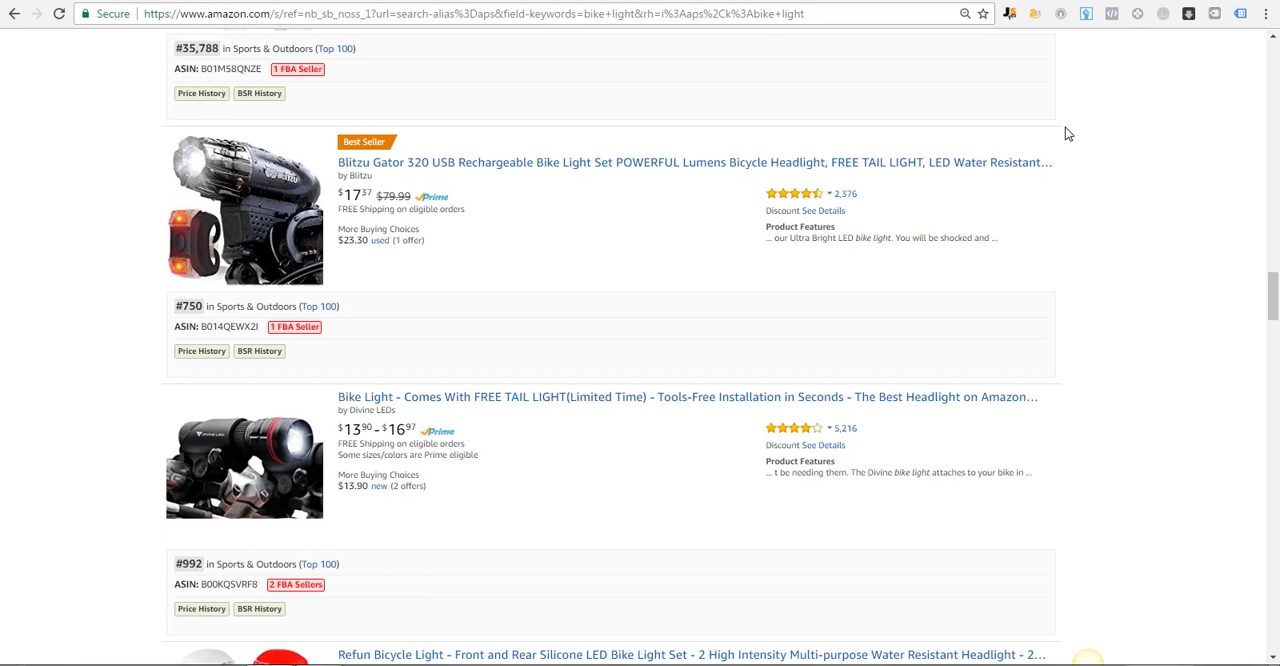 Secure
https://www.amazon.com/s/ref=nb_sb_noss_1?url=search-alias%3Daps&field-keywords=bike+light&rh=i%3Aaps%2Ck%3Abike+light
#35,788 in Sports & Outdoors (Top 100)
ASIN: B01M58QNZE 1 FBA Seller
Price History BSR History
Best Seller
Blitzu Gator 320 USB Rechargeable Bike Light Set POWERFUL Lumens Bicycle Headlight, FREE TAIL LIGHT, LED Water Resistant...
by Blitzu
$17 37 $79.99 Prime
2,376
FREE Shipping on eligible orders
Discount See Details
More Buying Choices
Product Features
$23.30 used (1 offer)
... our Ultra Bright LED bike light. You will be shocked and ...
#750 in Sports & Outdoors (Top 100)
ASIN: B014QEWX2I 1 FBA Seller
Price History BSR History
Bike Light - Comes With FREE TAIL LIGHT(Limited Time) - Tools-Free Installation in Seconds - The Best Headlight on Amazon...
by Divine LEDs
$13 90 - $16 97 Prime
5,216
FREE Shipping on eligible orders
Discount See Details
Some sizes/colors are Prime eligible
Product Features
More Buying Choices
... t be needing them. The Divine bike light attaches to your bike in ...
$13.90 new (2 offers)
#992 in Sports & Outdoors (Top 100)
ASIN: B00KQSVRF8 2 FBA Sellers
Price History BSR History
Refun Bicycle Light - Front and Rear Silicone LED Bike Light Set - 2 High Intensity Multi-purpose Water Resistant Headlight - 2...